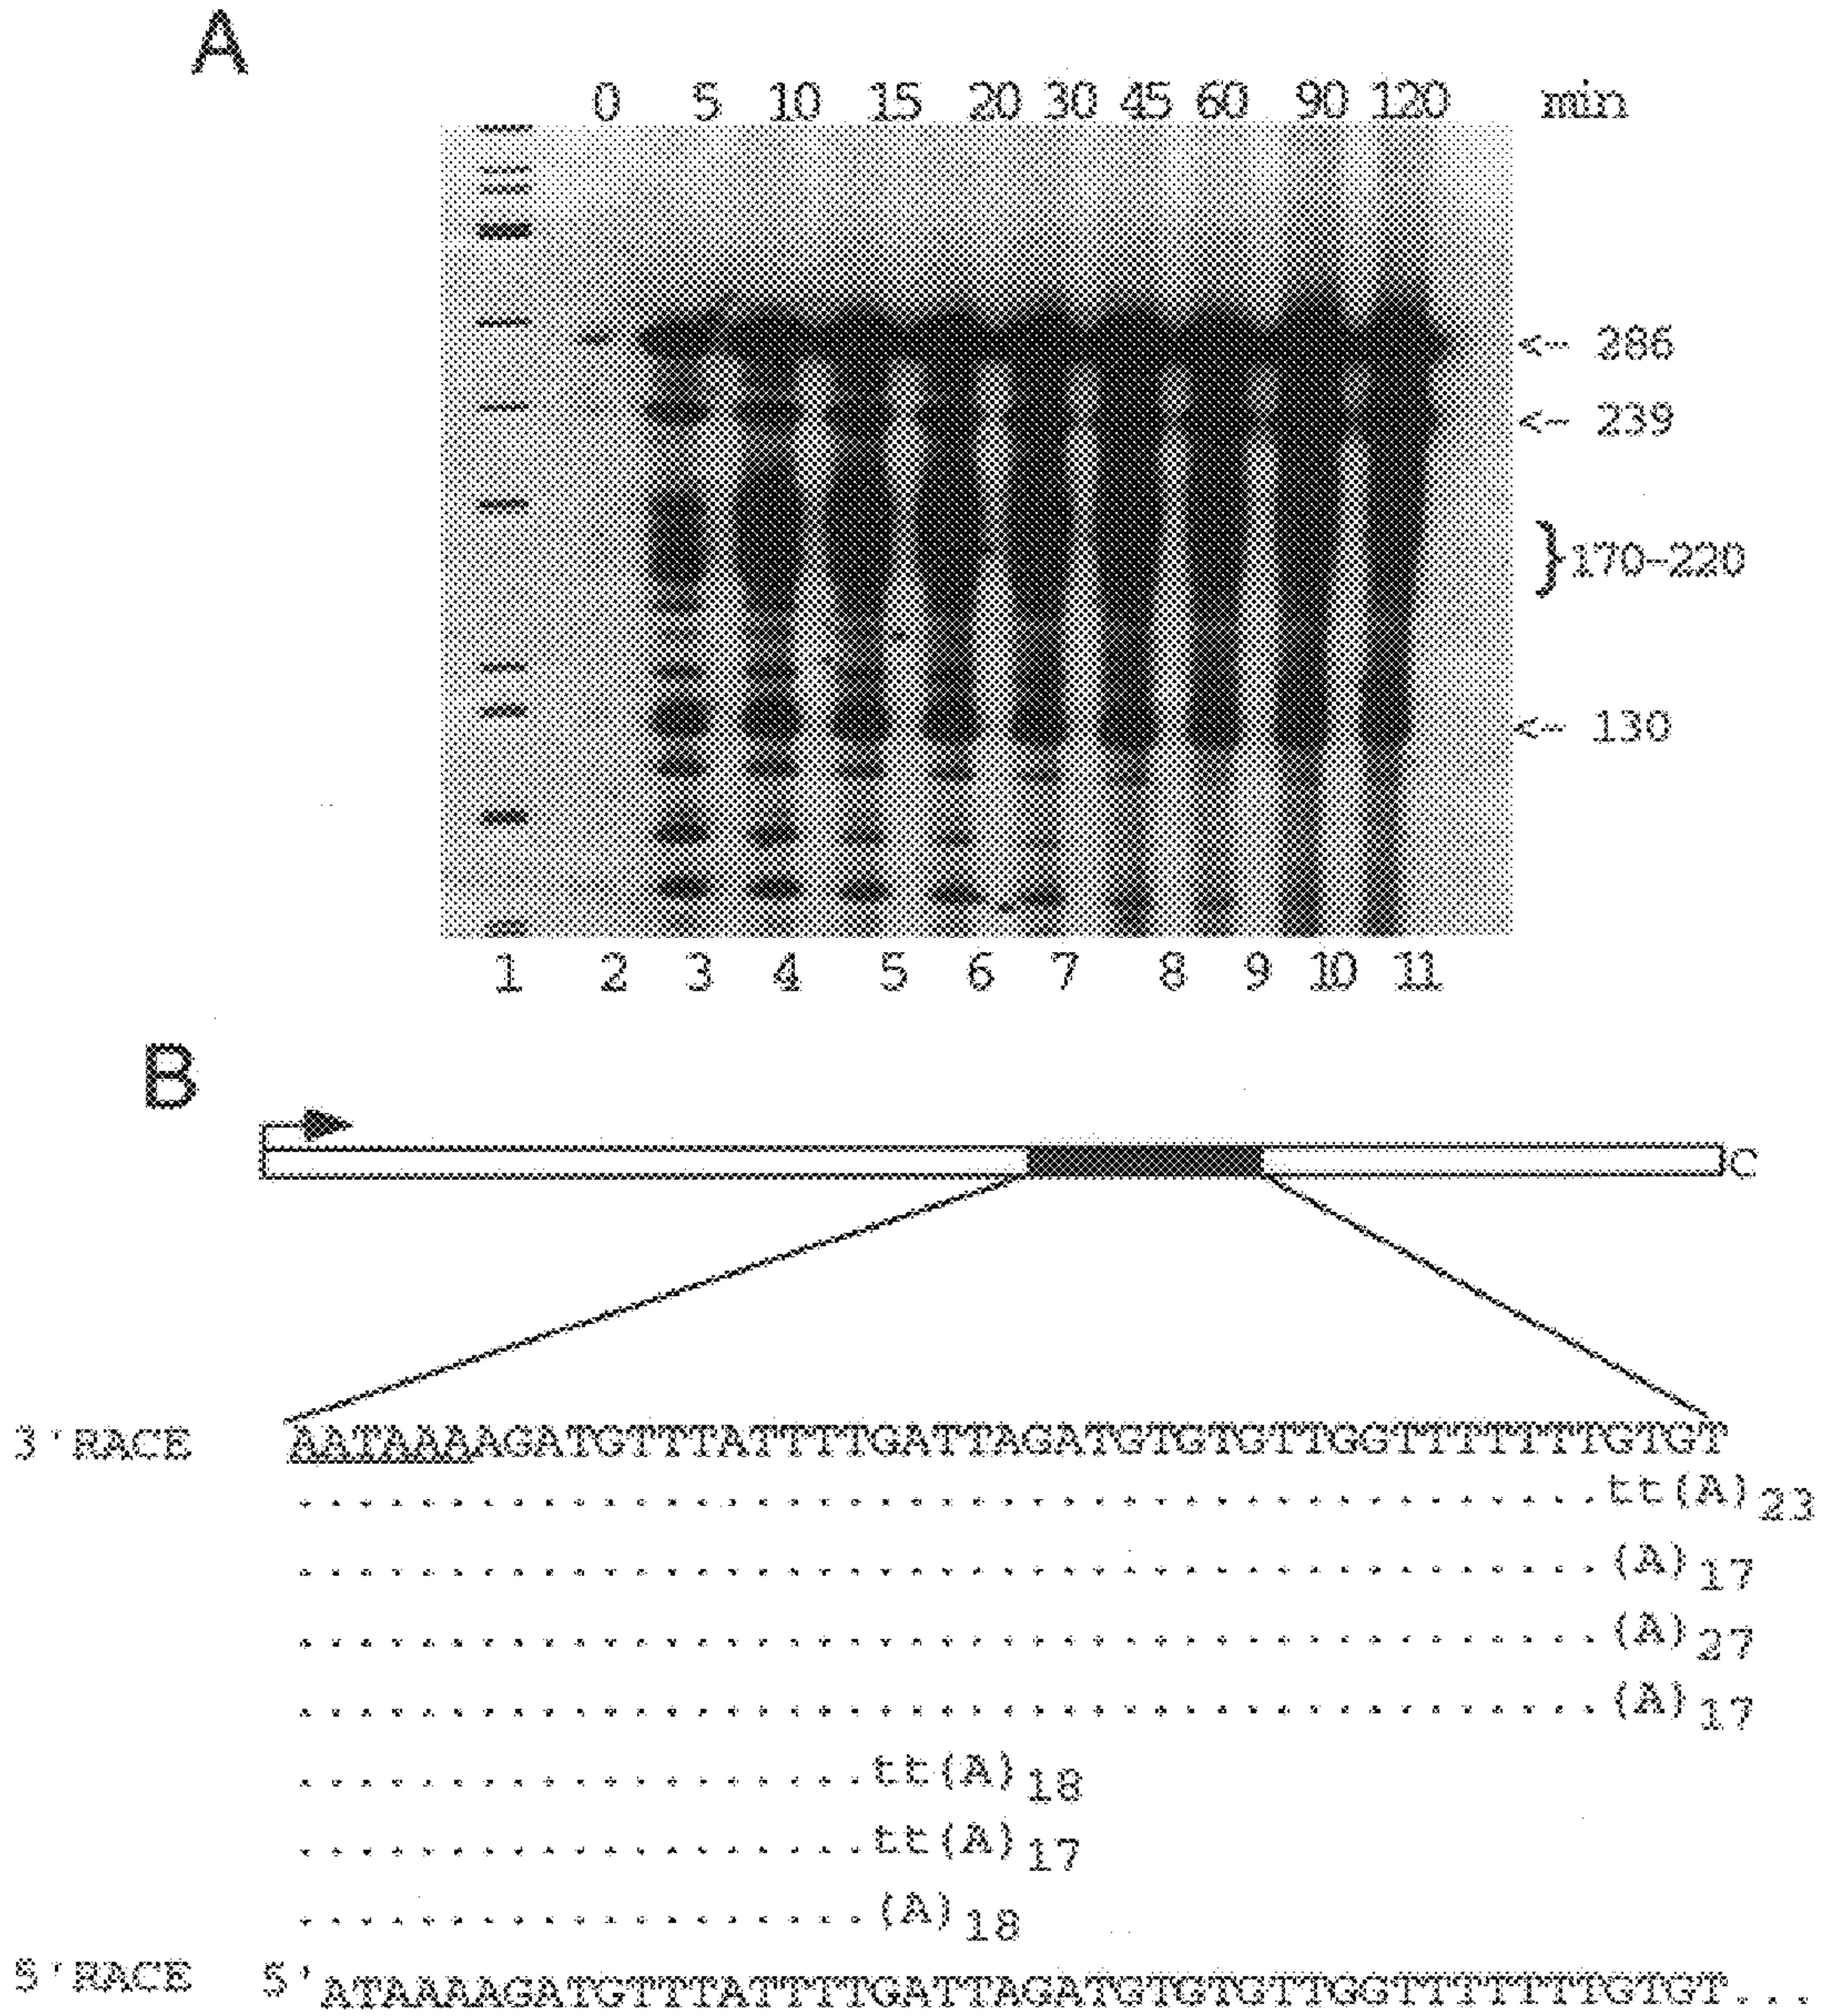 A
0 5 10 15 20 30 45 60 90 120 min
<-- 286
<-- 239
}170-220
<-- 130
1 2 3 4 5 6 7 8 9 10 11
B
C
3'RACE AATAAAAGATGTTTATTTTGATTAGATGTGTGTTGGTTTTTTTGTGT
...........................................tt(A)23
...........................................(A)17
...........................................(A)27
...........................................(A)17
...................tt(A)18
...................tt(A)17
...................(A)18
5'RACE 5'ATAAAAGATGTTTATTTTGATTAGATGTGTGTTGGTTTTTTTGTGT...